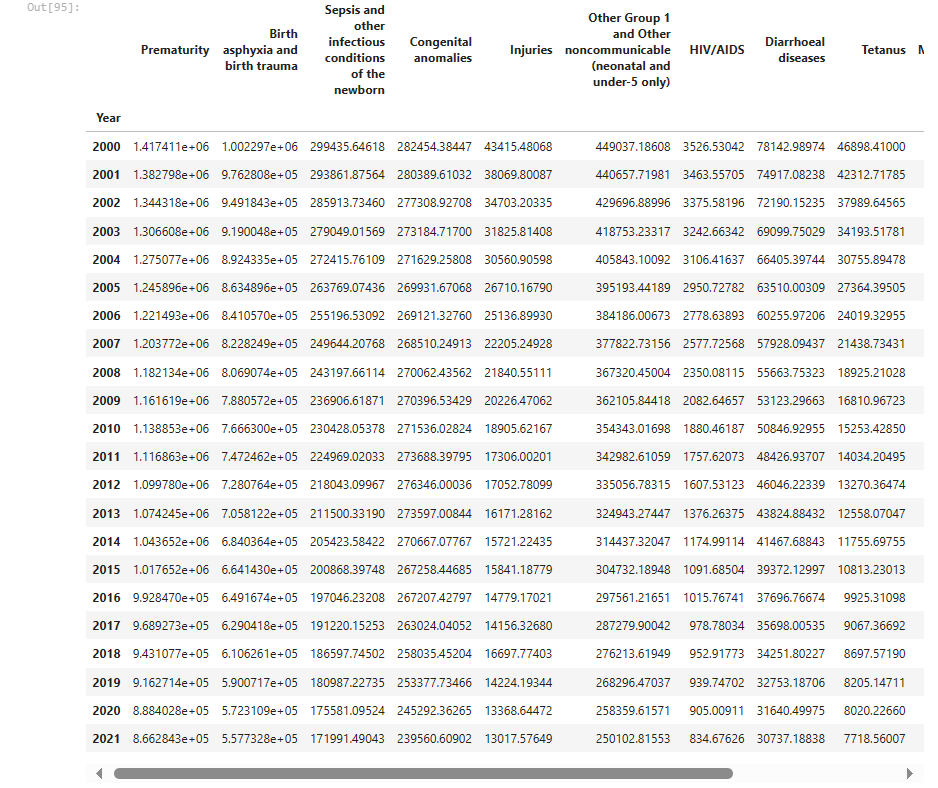 Out[95]:
Prematurity Birth asphyxia and birth trauma Sepsis and other infectious conditions of the newborn Congenital anomalies Injuries Other Group 1 and Other noncommunicable (neonatal and under-5 only) HIV/AIDS Diarrhoeal diseases Tetanus
Year
2000 1.417411e+06 1.002297e+06 299435.64618 282454.38447 43415.48068 449037.18608 3526.53042 78142.98974 46898.41000
2001 1.382798e+06 9.762808e+05 293861.87564 280389.61032 38069.80087 440657.71981 3463.55705 74917.08238 42312.71785
2002 1.344318e+06 9.491843e+05 285913.73460 277308.92708 34703.20335 429696.88996 3375.58196 72190.15235 37989.64565
2003 1.306608e+06 9.190048e+05 279049.01569 273184.71700 31825.81408 418753.23317 3242.66342 69099.75029 34193.51781
2004 1.275077e+06 8.924335e+05 272415.76109 271629.25808 30560.90598 405843.10092 3106.41637 66405.39744 30755.89478
2005 1.245896e+06 8.634896e+05 263769.07436 269931.67068 26710.16790 395193.44189 2950.72782 63510.00309 27364.39505
2006 1.221493e+06 8.410570e+05 255196.53092 269121.32760 25136.89930 384186.00673 2778.63893 60255.97206 24019.32955
2007 1.203772e+06 8.228249e+05 249644.20768 268510.24913 22205.24928 377822.73156 2577.72568 57928.09437 21438.73431
2008 1.182134e+06 8.069074e+05 243197.66114 270062.43562 21840.55111 367320.45004 2350.08115 55663.75323 18925.21028
2009 1.161619e+06 7.880572e+05 236906.61871 270396.53429 20226.47062 362105.84418 2082.64657 53123.29663 16810.96723
2010 1.138853e+06 7.666300e+05 230428.05378 271536.02824 18905.62167 354343.01698 1880.46187 50846.92955 15253.42850
2011 1.116863e+06 7.472462e+05 224969.02033 273688.39795 17306.00201 342982.61059 1757.62073 48426.93707 14034.20495
2012 1.099780e+06 7.280764e+05 218043.09967 276346.00036 17052.78099 335056.78315 1607.53123 46046.22339 13270.36474
2013 1.074245e+06 7.058122e+05 211500.33190 273597.00844 16171.28162 324943.27447 1376.26375 43824.88432 12558.07047
2014 1.043652e+06 6.840364e+05 205423.58422 270667.07767 15721.22435 314437.32047 1174.99114 41467.68843 11755.69755
2015 1.017652e+06 6.641430e+05 200868.39748 267258.44685 15841.18779 304732.18948 1091.68504 39372.12997 10813.23013
2016 9.928470e+05 6.491674e+05 197046.23208 267207.42797 14779.17021 297561.21651 1015.76741 37696.76674 9925.31098
2017 9.689273e+05 6.290418e+05 191220.15253 263024.04052 14156.32680 287279.90042 978.78034 35698.00535 9067.36692
2018 9.431077e+05 6.106261e+05 186597.74502 258035.45204 16697.77403 276213.61949 952.91773 34251.80227 8697.57190
2019 9.162714e+05 5.900717e+05 180987.22735 253377.73466 14224.19344 268296.47037 939.74702 32753.18706 8205.14711
2020 8.884028e+05 5.723109e+05 175581.09524 245292.36265 13368.64472 258359.61571 905.00911 31640.49975 8020.22660
2021 8.662843e+05 5.577328e+05 171991.49043 239560.60902 13017.57649 250102.81553 834.67626 30737.18838 7718.56007